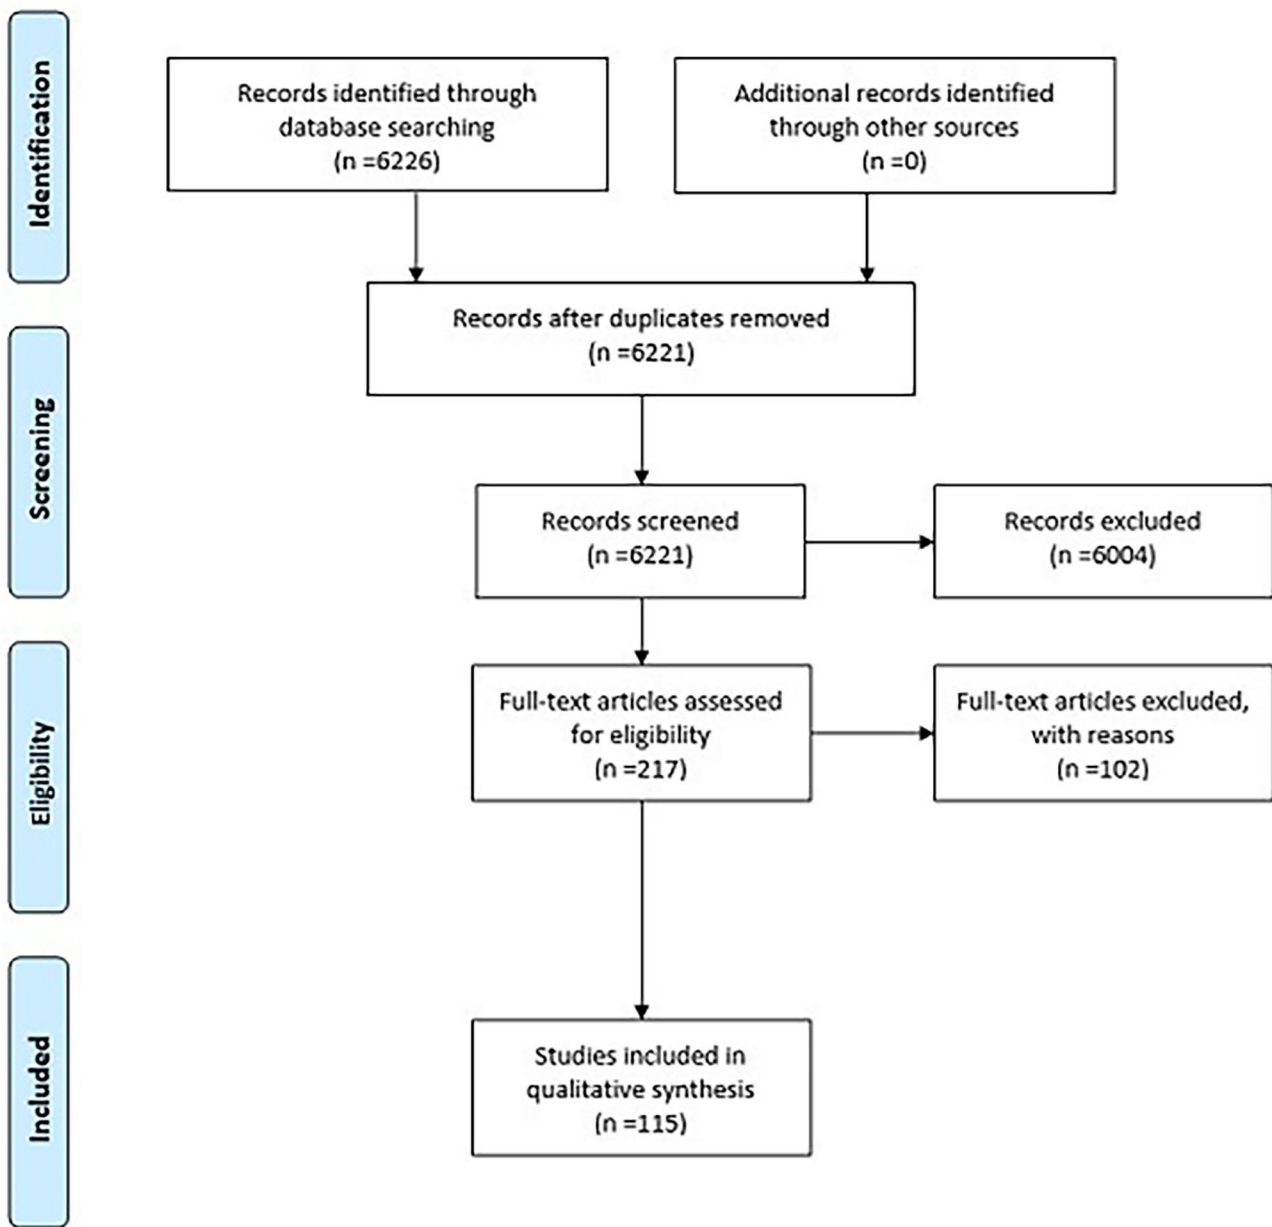 Identification
Records identified through
database searching
(n =6226)
Additional records identified
through other sources
(n =0)
Records after duplicates removed
(n =6221)
Screening
Records screened
(n =6221)
Records excluded
(n =6004)
Eligibility
Full-text articles assessed
for eligibility
(n =217)
Full-text articles excluded,
with reasons
(n =102)
Included
Studies included in
qualitative synthesis
(n =115)